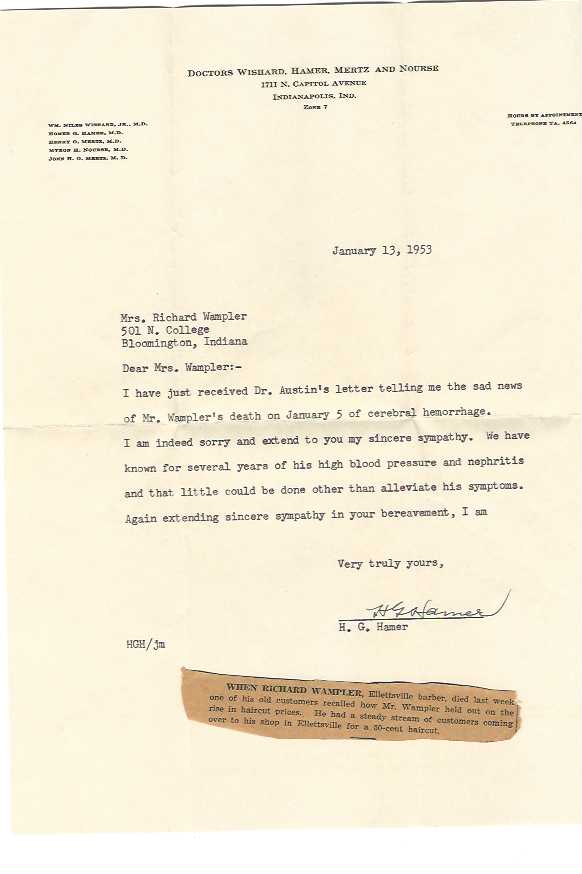 DOCTORS WISHARD, HAMER, MERTZ AND NOURSE
1711 N. CAPITOL AVENUE
INDIANAPOLIS, IND.
ZONE 7
WM. NILES WISHARD, JR., M.D.
HOMER G. HAMER, M.D.
HENRY O. MERTZ, M.D.
MYRON H. NOURSE, M.D.
JOHN H. O. MERTZ, M. D.
HOURS BY APPOINTMENT
TELEPHONE TA.
January 13, 1953
Mrs. Richard Wampler
501 N. College
Bloomington, Indiana
Dear Mrs. Wampler:-
I have just received Dr. Austin's letter telling me the sad news
of Mr. Wampler's death on January 5 of cerebral hemorrhage.
I am indeed sorry and extend to you my sincere sympathy. We have
known for several years of his high blood pressure and nephritis
and that little could be done other than alleviate his symptoms.
Again extending sincere sympathy in your bereavement, I am
Very truly yours,
HGHamer
H. G. Hamer
HGH/jm
WHEN RICHARD WAMPLER, Ellettsville barber, died last week,
one of his old customers recalled how Mr. Wampler held out on the
rise in haircut prices. He had a steady stream of customers coming
over to his shop in Ellettsville for a 50-cent haircut.